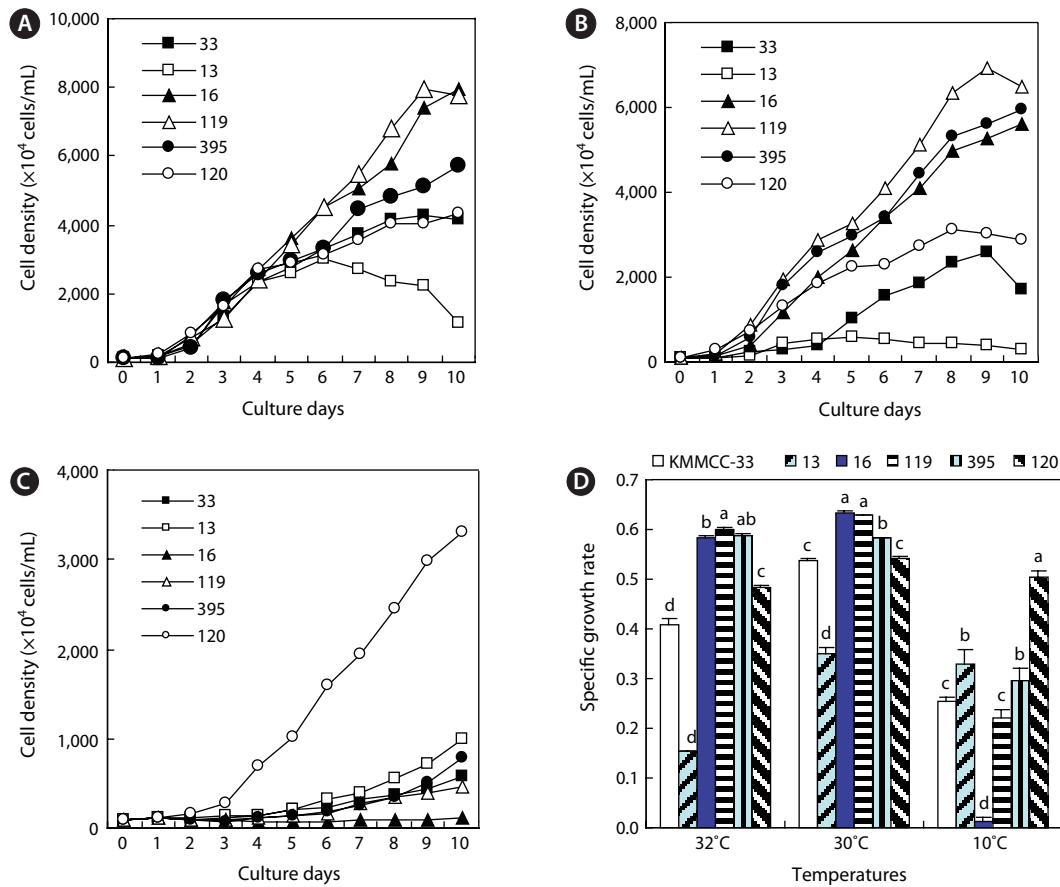 A
10,000
8,000
6,000
4,000
2,000
0
Cell density (×10⁴ cells/mL)
33
13
16
119
395
120
0 1 2 3 4 5 6 7 8 9 10
Culture days
B
8,000
6,000
4,000
2,000
0
Cell density (×10⁴ cells/mL)
33
13
16
119
395
120
0 1 2 3 4 5 6 7 8 9 10
Culture days
C
4,000
3,000
2,000
1,000
0
Cell density (×10⁴ cells/mL)
33
13
16
119
395
120
0 1 2 3 4 5 6 7 8 9 10
Culture days
D
KMMCC-33 13 16 119 395 120
0.7
0.6
0.5
0.4
0.3
0.2
0.1
0.0
Specific growth rate
d d b a ab c
c d a a b c
c b d c b a
32˚C 30˚C 10˚C
Temperatures